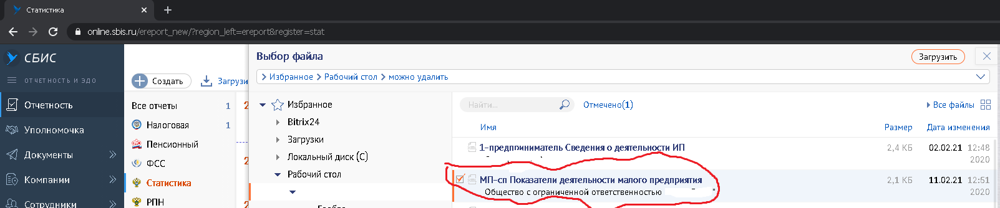 Статистика
online.sbis.ru/ereport_new/?region_left=ereport&register=stat
СБИС
ОТЧЕТНОСТЬ И ЭДО
Отчетность
Уполномочка
Документы
Компании
Сотрудники
Создать
Загрузи
Все отчеты 1
Налоговая 1
Пенсионный
ФСС
Статистика
РПН
2
2
2
Выбор файла
Загрузить
Избранное Рабочий стол можно удалить
Избранное
Bitrix24
Загрузки
Локальный диск (C)
Рабочий стол
Найти...
Отмечено(1)
Все файлы
Имя Размер Дата изменения
1-предприниматель Сведения о деятельности ИП 2,4 КБ 02.02.21 12:48
2020
МП-сп Показатели деятельности малого предприятия 2,1 КБ 11.02.21 12:51
Общество с ограниченной ответственностью " 2020